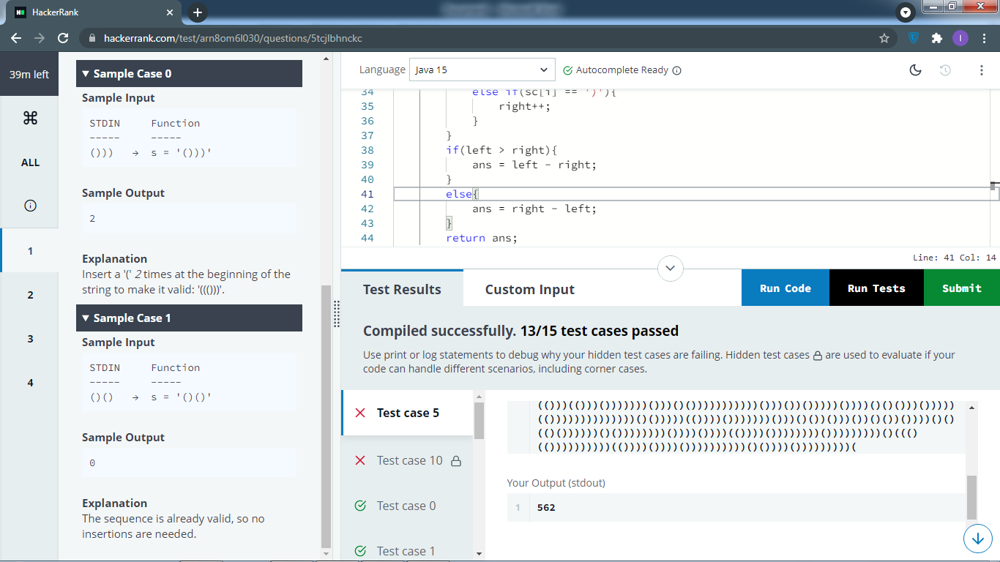 HackerRank
hackerrank.com/test/arn8om6l030/questions/5tcjlbhnckc
I
39m left
ALL
1
2
3
4
▼ Sample Case 0
Sample Input
STDIN Function
----- -----
())) → s = '()))'
Sample Output
2
Explanation
Insert a '(' 2 times at the beginning of the
string to make it valid: '((()))'.
▼ Sample Case 1
Sample Input
STDIN Function
----- -----
()() → s = '()()'
Sample Output
0
Explanation
The sequence is already valid, so no
insertions are needed.
Language Java 15 Autocomplete Ready
34 else if(sc[i] == ')'){
35 right++;
36 }
37 }
38 if(left > right){
39 ans = left - right;
40 }
41 else{
42 ans = right - left;
43 }
44 return ans;
Line: 41 Col: 14
Test Results Custom Input Run Code Run Tests Submit
Compiled successfully. 13/15 test cases passed
Use print or log statements to debug why your hidden test cases are failing. Hidden test cases are used to evaluate if your
code can handle different scenarios, including corner cases.
Test case 5
Test case 10
Test case 0
Test case 1
Your Output (stdout)
1 562